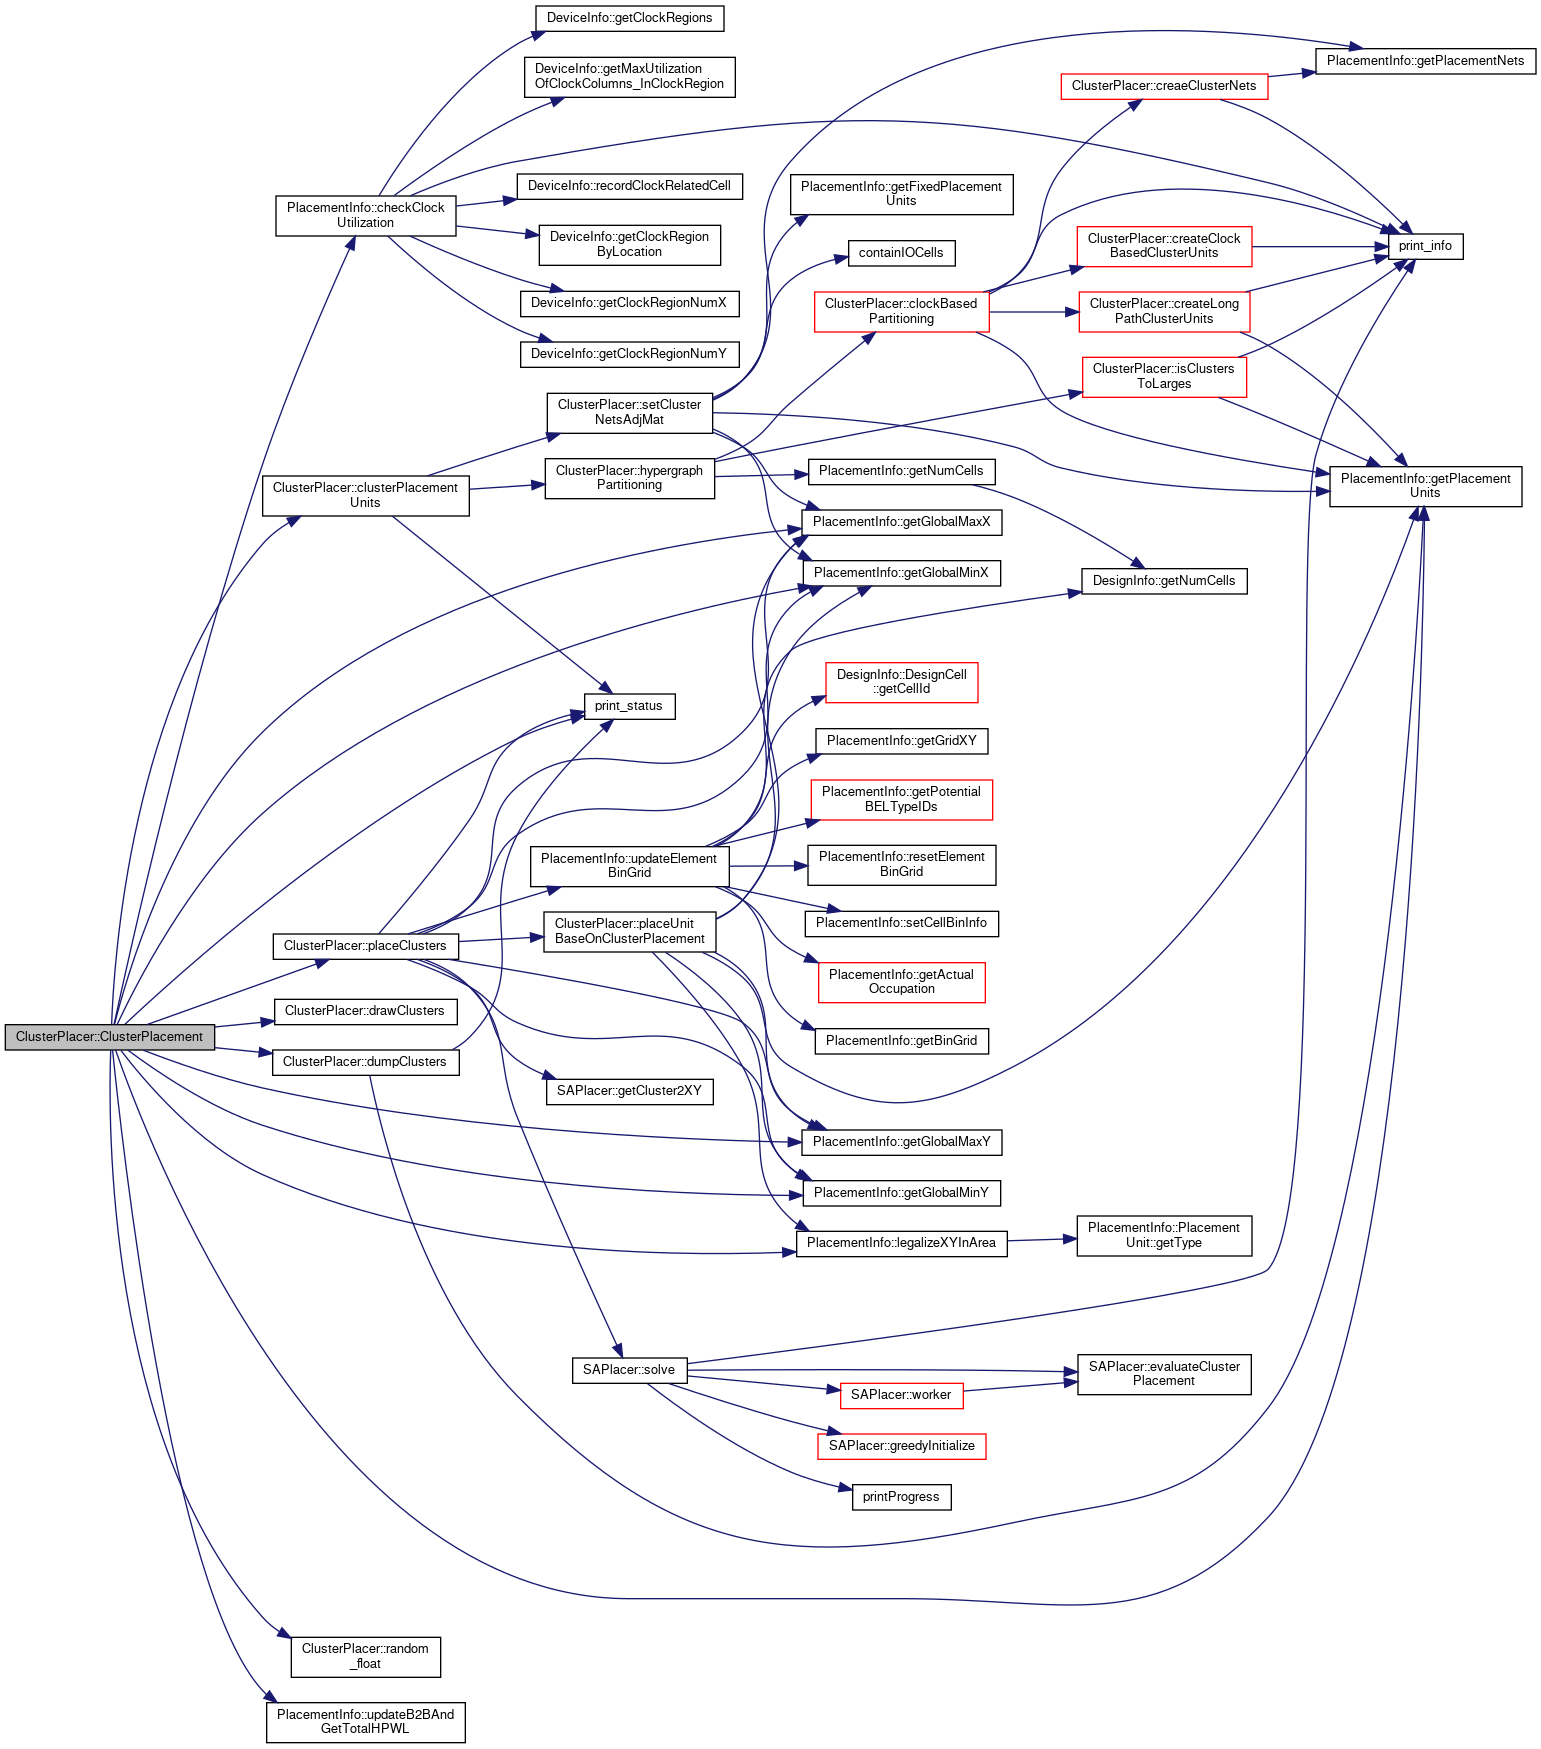 DeviceInfo::getClockRegions
DeviceInfo::getMaxUtilization
OfClockColumns_InClockRegion
PlacementInfo::getPlacementNets
ClusterPlacer::creaeClusterNets
DeviceInfo::recordClockRelatedCell
PlacementInfo::getFixedPlacement
Units
PlacementInfo::checkClock
Utilization
DeviceInfo::getClockRegion
ByLocation
containIOCells
ClusterPlacer::createClock
BasedClusterUnits
print_info
DeviceInfo::getClockRegionNumX
ClusterPlacer::clockBased
Partitioning
ClusterPlacer::createLong
PathClusterUnits
DeviceInfo::getClockRegionNumY
ClusterPlacer::isClusters
ToLarges
ClusterPlacer::setCluster
NetsAdjMat
ClusterPlacer::hypergraph
Partitioning
PlacementInfo::getNumCells
ClusterPlacer::clusterPlacement
Units
PlacementInfo::getPlacement
Units
PlacementInfo::getGlobalMaxX
PlacementInfo::getGlobalMinX
DesignInfo::getNumCells
DesignInfo::DesignCell
::getCellId
print_status
PlacementInfo::getGridXY
PlacementInfo::getPotential
BELTypeIDs
PlacementInfo::updateElement
BinGrid
PlacementInfo::resetElement
BinGrid
PlacementInfo::setCellBinInfo
ClusterPlacer::placeUnit
BaseOnClusterPlacement
ClusterPlacer::placeClusters
PlacementInfo::getActual
Occupation
ClusterPlacer::drawClusters
ClusterPlacer::ClusterPlacement
PlacementInfo::getBinGrid
ClusterPlacer::dumpClusters
SAPlacer::getCluster2XY
PlacementInfo::getGlobalMaxY
PlacementInfo::getGlobalMinY
PlacementInfo::legalizeXYInArea
PlacementInfo::Placement
Unit::getType
SAPlacer::solve
SAPlacer::evaluateCluster
Placement
SAPlacer::worker
SAPlacer::greedyInitialize
printProgress
ClusterPlacer::random
_float
PlacementInfo::updateB2BAnd
GetTotalHPWL